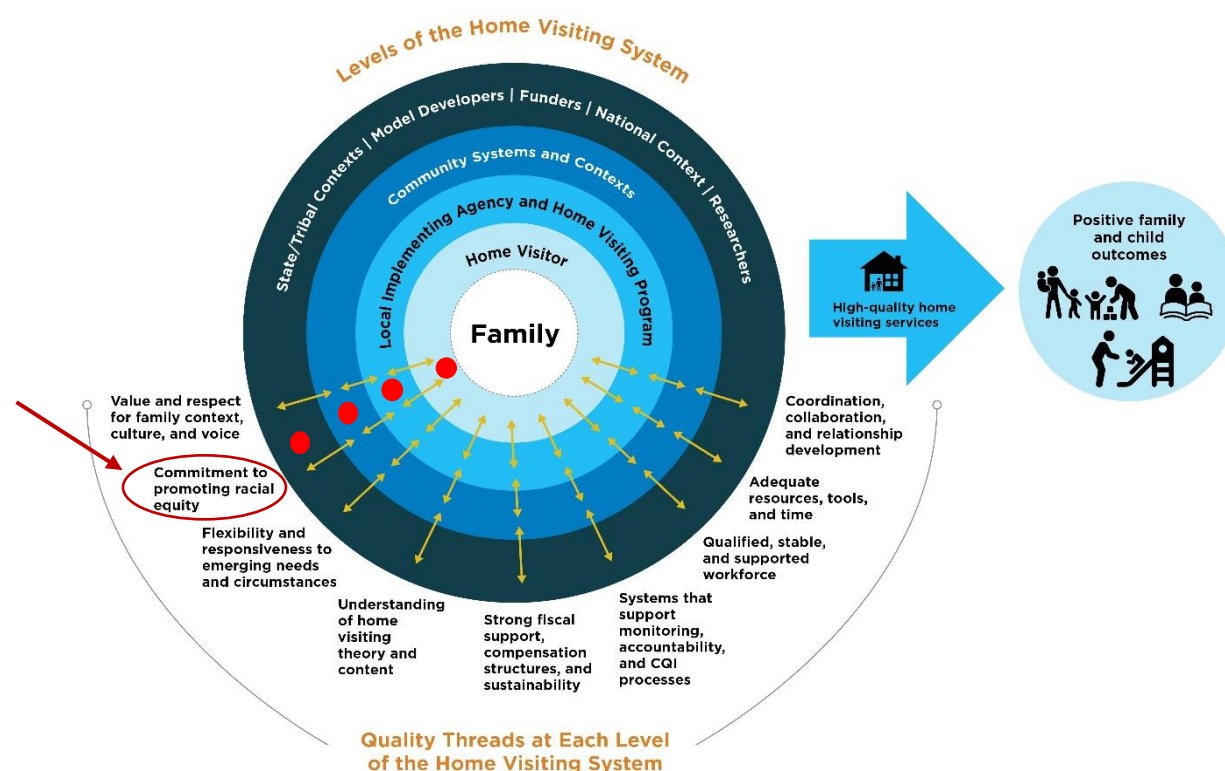 Levels of the Home Visiting System
State/Tribal Contexts | Model Developers | Funders | National Context | Researchers
Community Systems and Contexts
Local Implementing Agency and Home Visiting Program
Home Visitor
Family
High-quality home
visiting services
Positive family
and child
outcomes
Value and respect
for family context,
culture, and voice
Commitment to
promoting racial
equity
Flexibility and
responsiveness to
emerging needs
and circumstances
Understanding
of home
visiting
theory and
content
Strong fiscal
support,
compensation
structures, and
sustainability
Systems that
support
monitoring,
accountability,
and CQI
processes
Qualified, stable,
and supported
workforce
Adequate
resources, tools,
and time
Coordination,
collaboration,
and relationship
development
Quality Threads at Each Level
of the Home Visiting System